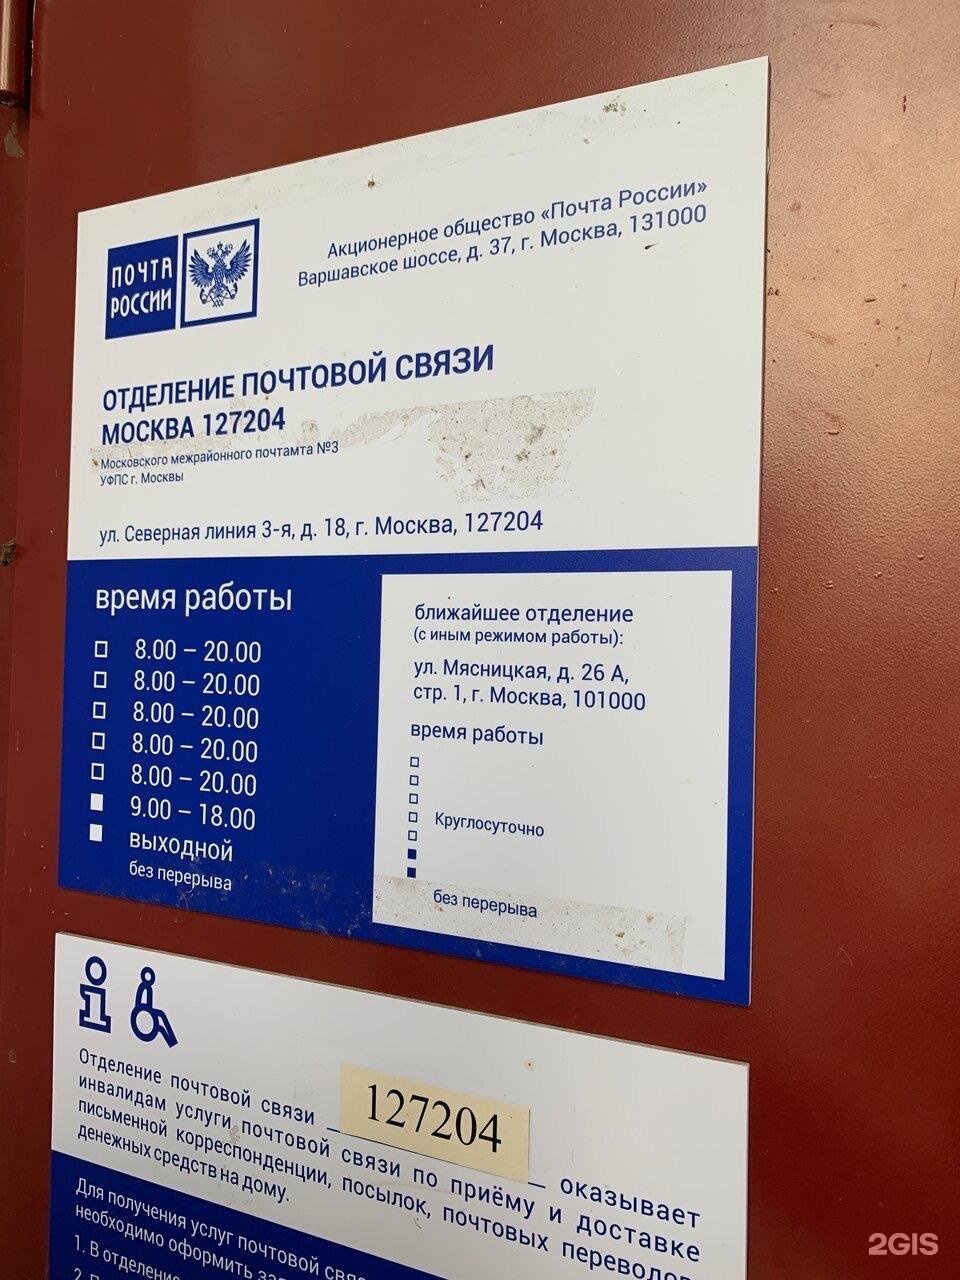 Акционерное общество «Почта России»
Варшавское шоссе, д. 37, г. Москва, 131000
ПОЧТА
РОССИИ
ОТДЕЛЕНИЕ ПОЧТОВОЙ СВЯЗИ
МОСКВА 127204
Московского межрайонного почтамта №3
УФПС г. Москвы
ул. Северная линия 3-я, д. 18, г. Москва, 127204
время работы
8.00 – 20.00
8.00 – 20.00
8.00 – 20.00
8.00 – 20.00
8.00 – 20.00
9.00 – 18.00
выходной
без перерыва
ближайшее отделение
(с иным режимом работы):
ул. Мясницкая, д. 26 А,
стр. 1, г. Москва, 101000
время работы
Круглосуточно
без перерыва
Отделение почтовой связи 127204 оказывает
инвалидам услуги почтовой связи по приёму и доставке
письменной корреспонденции, посылок, почтовых переводов
денежных средств на дому.
Для получения услуг почтовой связи
необходимо оформить
1. В отделение
2.
2GIS